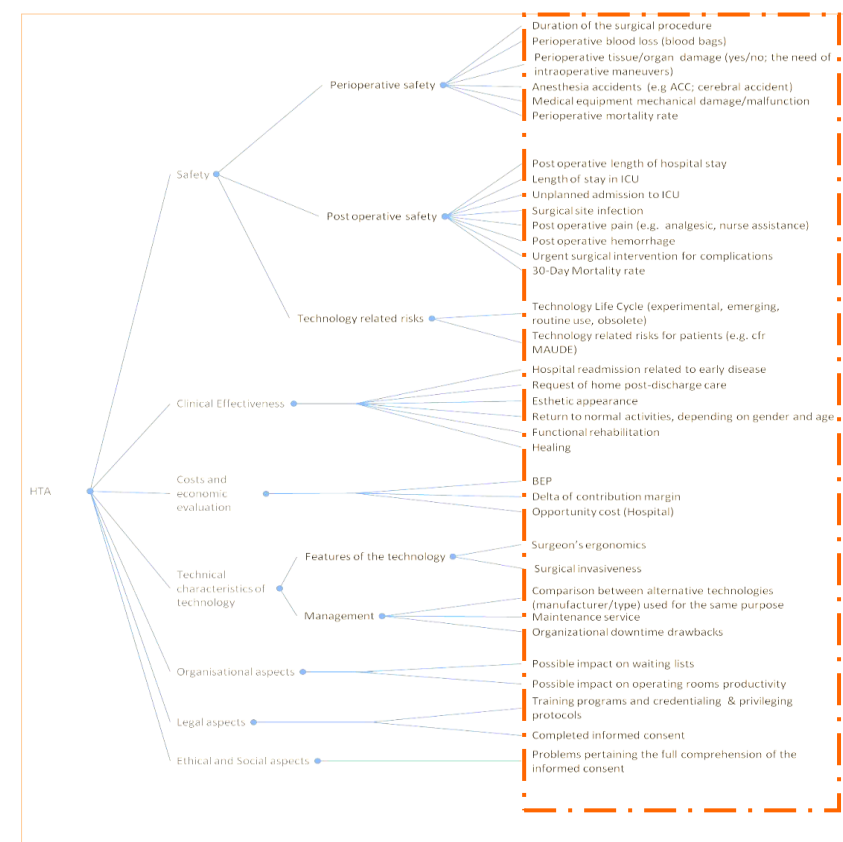 Duration of the surgical procedure
Perioperative blood loss (blood bags)
Perioperative tissue/organ damage (yes/no; the need of
intraoperative maneuvers)
Perioperative safety
Anesthesia accidents (e.g ACC; cerebral accident)
Medical equipment mechanical damage/malfunction
Perioperative mortality rate
Safety
Post operative length of hospital stay
Length of stay in ICU
Unplanned admission to ICU
Post operative safety
Surgical site infection
Post operative pain (e.g. analgesic, nurse assistance)
Post operative hemorrhage
Urgent surgical intervention for complications
30-Day Mortality rate
Technology related risks
Technology Life Cycle (experimental, emerging,
routine use, obsolete)
Technology related risks for patients (e.g. cfr
MAUDE)
Clinical Effectiveness
Hospital readmission related to early disease
Request of home post-discharge care
Esthetic appearance
Return to normal activities, depending on gender and age
Functional rehabilitation
Healing
HTA
Costs and
economic
evaluation
BEP
Delta of contribution margin
Opportunity cost (Hospital)
Technical
characteristics of
technology
Features of the technology
Surgeon's ergonomics
Surgical invasiveness
Management
Comparison between alternative technologies
(manufacturer/type) used for the same purpose
Maintenance service
Organizational downtime drawbacks
Organisational aspects
Possible impact on waiting lists
Possible impact on operating rooms productivity
Legal aspects
Training programs and credentialing & privileging
protocols
Completed informed consent
Ethical and Social aspects
Problems pertaining the full comprehension of the
informed consent